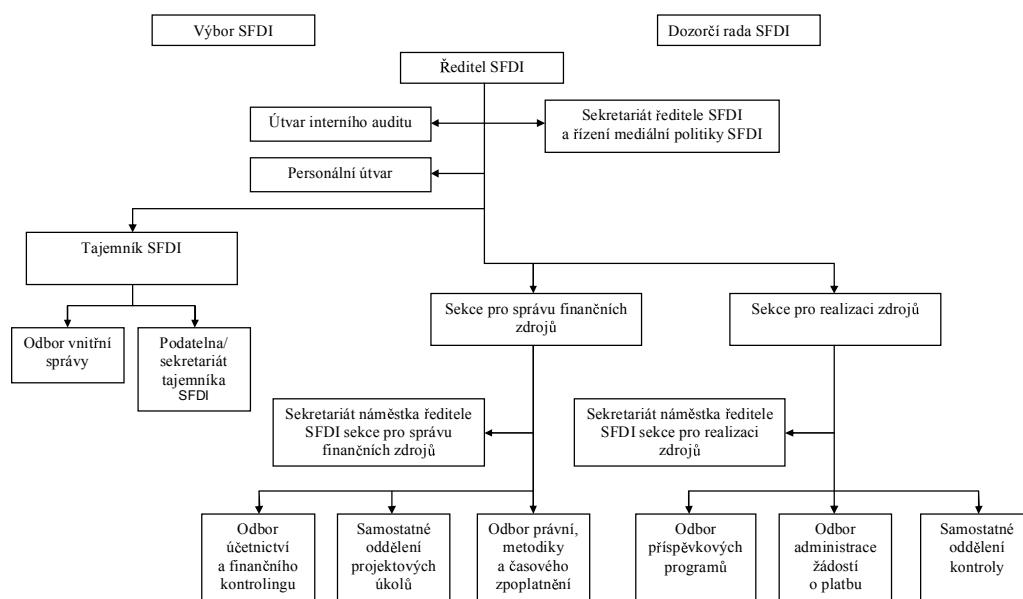 Výbor SFDI
Dozorčí rada SFDI
Ředitel SFDI
Útvar interního auditu
Sekretariát ředitele SFDI
a řízení mediální politiky SFDI
Personální útvar
Tajemník SFDI
Sekce pro správu finančních
zdrojů
Sekce pro realizaci zdrojů
Odbor vnitřní
správy
Podatelna/
sekretariát
tajemníka
SFDI
Sekretariát náměstka ředitele
SFDI sekce pro správu
finančních zdrojů
Sekretariát náměstka ředitele
SFDI sekce pro realizaci
zdrojů
Odbor
účetnictví
a finančního
kontrolingu
Samostatné
oddělení
projektových
úkolů
Odbor právní,
metodiky
a časového
zpoplatnění
Odbor
příspěvkových
programů
Odbor
administrace
žádostí
o platbu
Samostatné
oddělení
kontroly